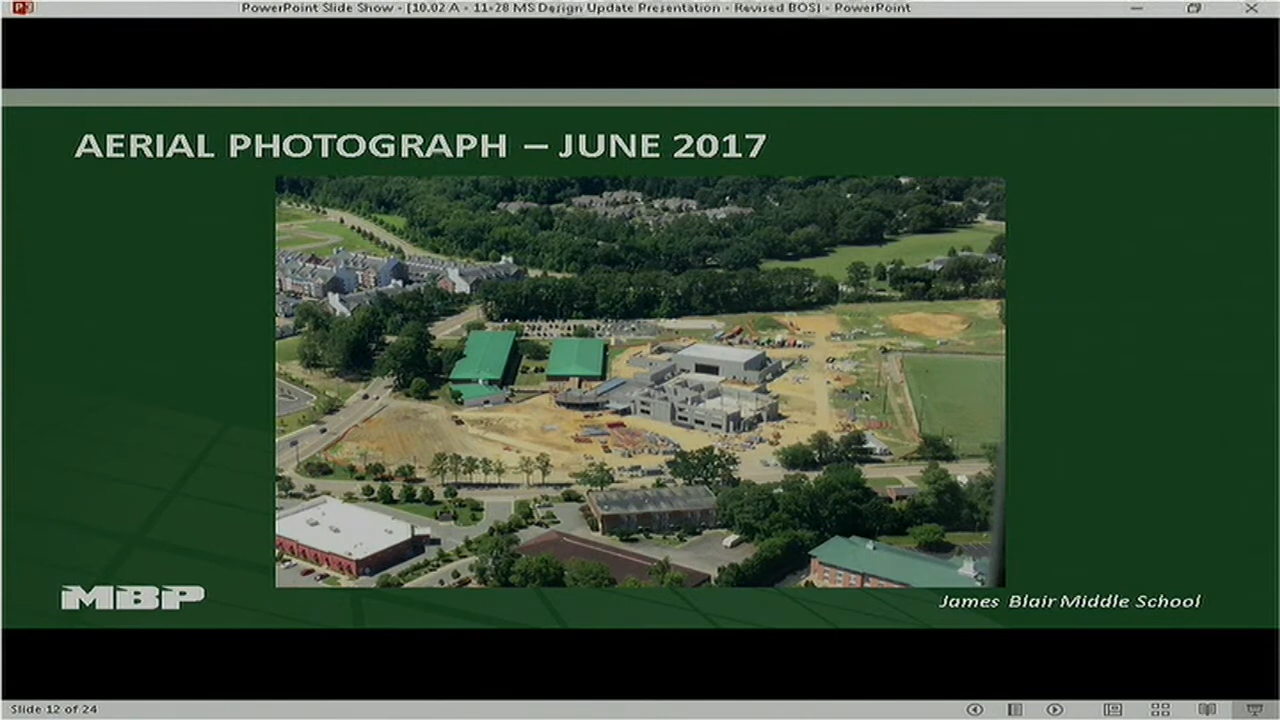 PowerPoint Slide Show - [10.02 A - 11-28 MS Design Update Presentation - Revised BOS] - PowerPoint
AERIAL PHOTOGRAPH – JUNE 2017
MBP
James Blair Middle School
Slide 12 of 24